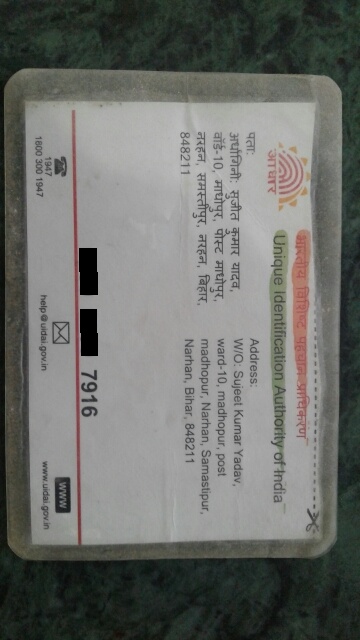 आधार
भारतीय विशिष्ट पहचान प्राधिकरण
Unique Identification Authority of India
पता:
अर्धांगिनी: सुजीत कुमार यादव,
वॉर्ड-10, माधोपुर, पोस्ट माधोपुर,
नरहन, समस्तीपुर, नरहन, बिहार,
848211
Address:
W/O: Sujeet Kumar Yadav,
ward-10, madhopur, post
madhopur, Narhan, Samastipur,
Narhan, Bihar, 848211
7916
1947
1800 300 1947
help@uidai.gov.in
www
www.uidai.gov.in